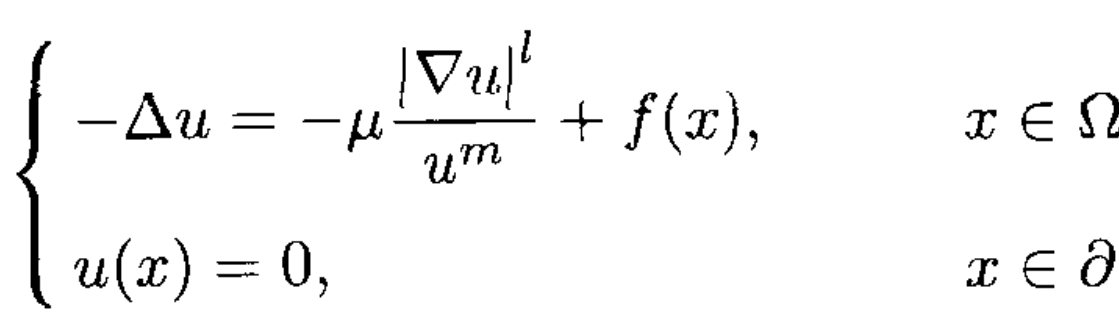 −Δu = −μ |∇u|^l / u^m + f(x), x ∈ Ω
u(x) = 0, x ∈ ∂